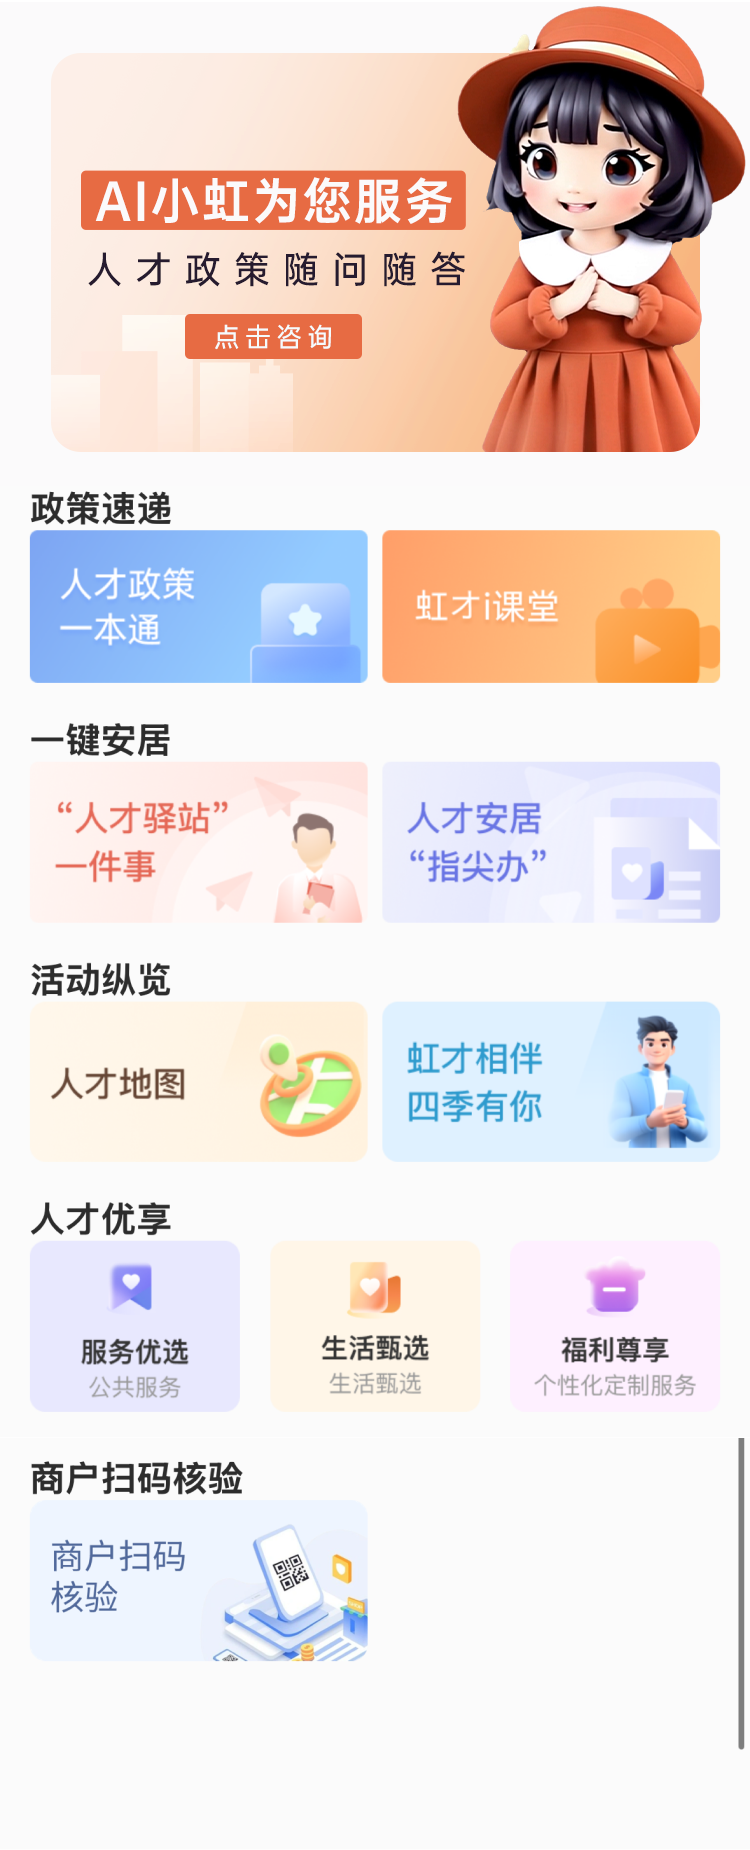 AI小虹为您服务
人才政策随问随答
点击咨询
政策速递
人才政策
一本通
虹才i课堂
一键安居
“人才驿站”
一件事
人才安居
“指尖办”
活动纵览
人才地图
虹才相伴
四季有你
人才优享
服务优选
公共服务
生活甄选
生活甄选
福利尊享
个性化定制服务
商户扫码核验
商户扫码
核验